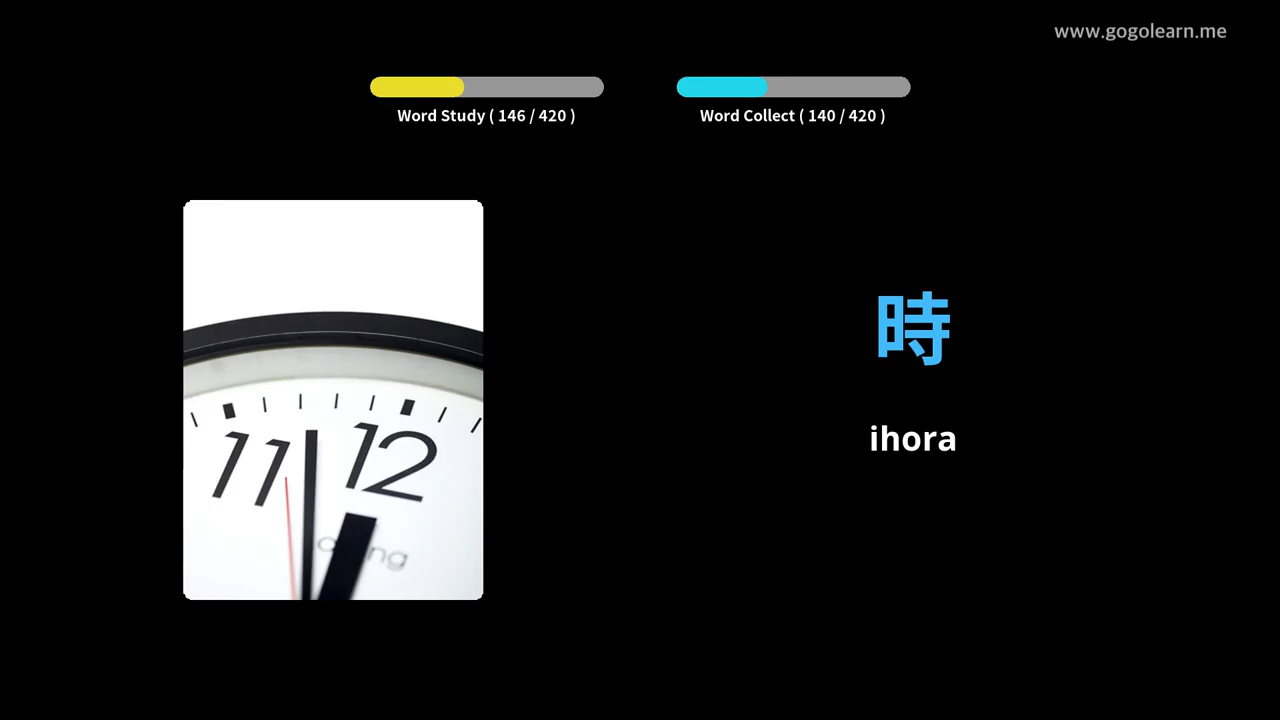 www.gogolearn.me
Word Study ( 146 / 420 )
Word Collect ( 140 / 420 )
時
ihora
11 12